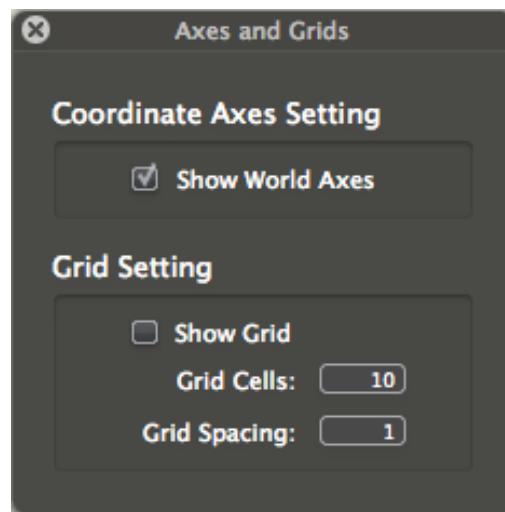 Axes and Grids
Coordinate Axes Setting
Show World Axes
Grid Setting
Show Grid
Grid Cells: 10
Grid Spacing: 1